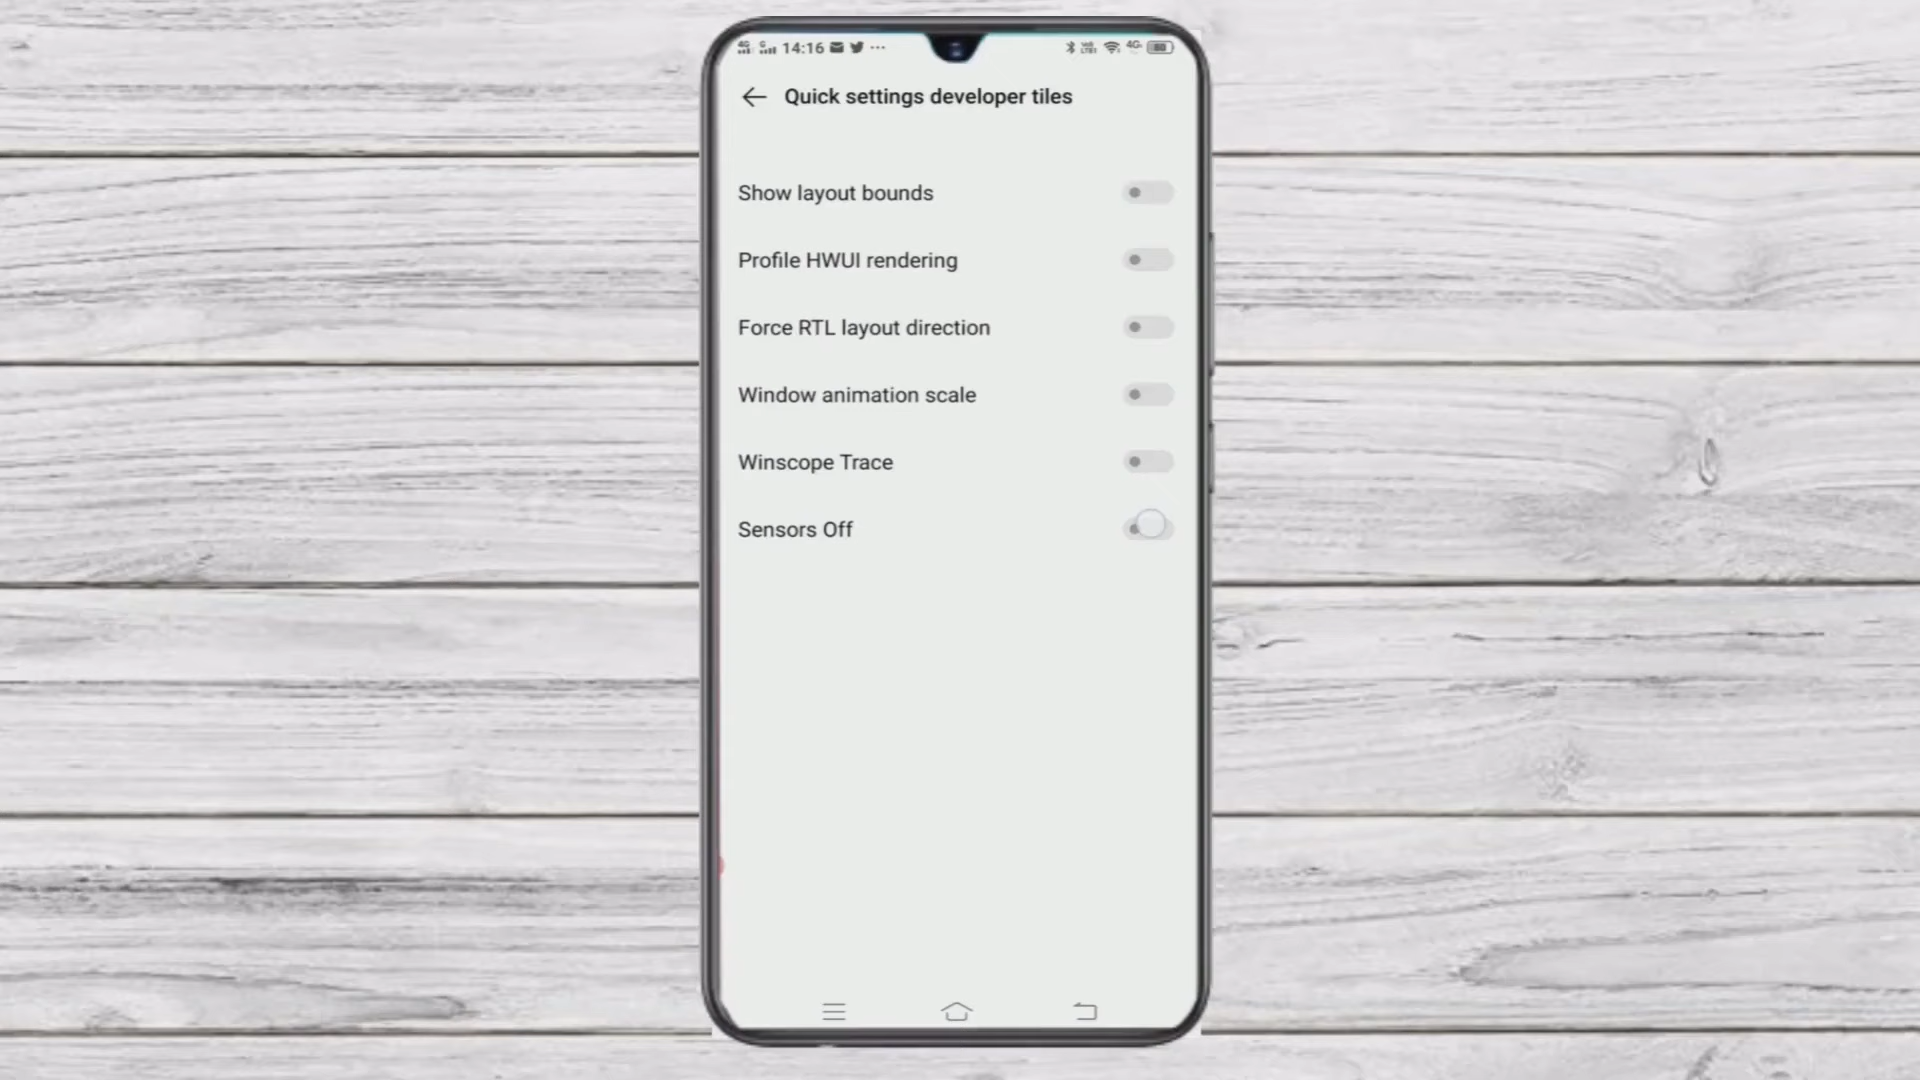 14:16 ···
Quick settings developer tiles
Show layout bounds
Profile HWUI rendering
Force RTL layout direction
Window animation scale
Winscope Trace
Sensors Off